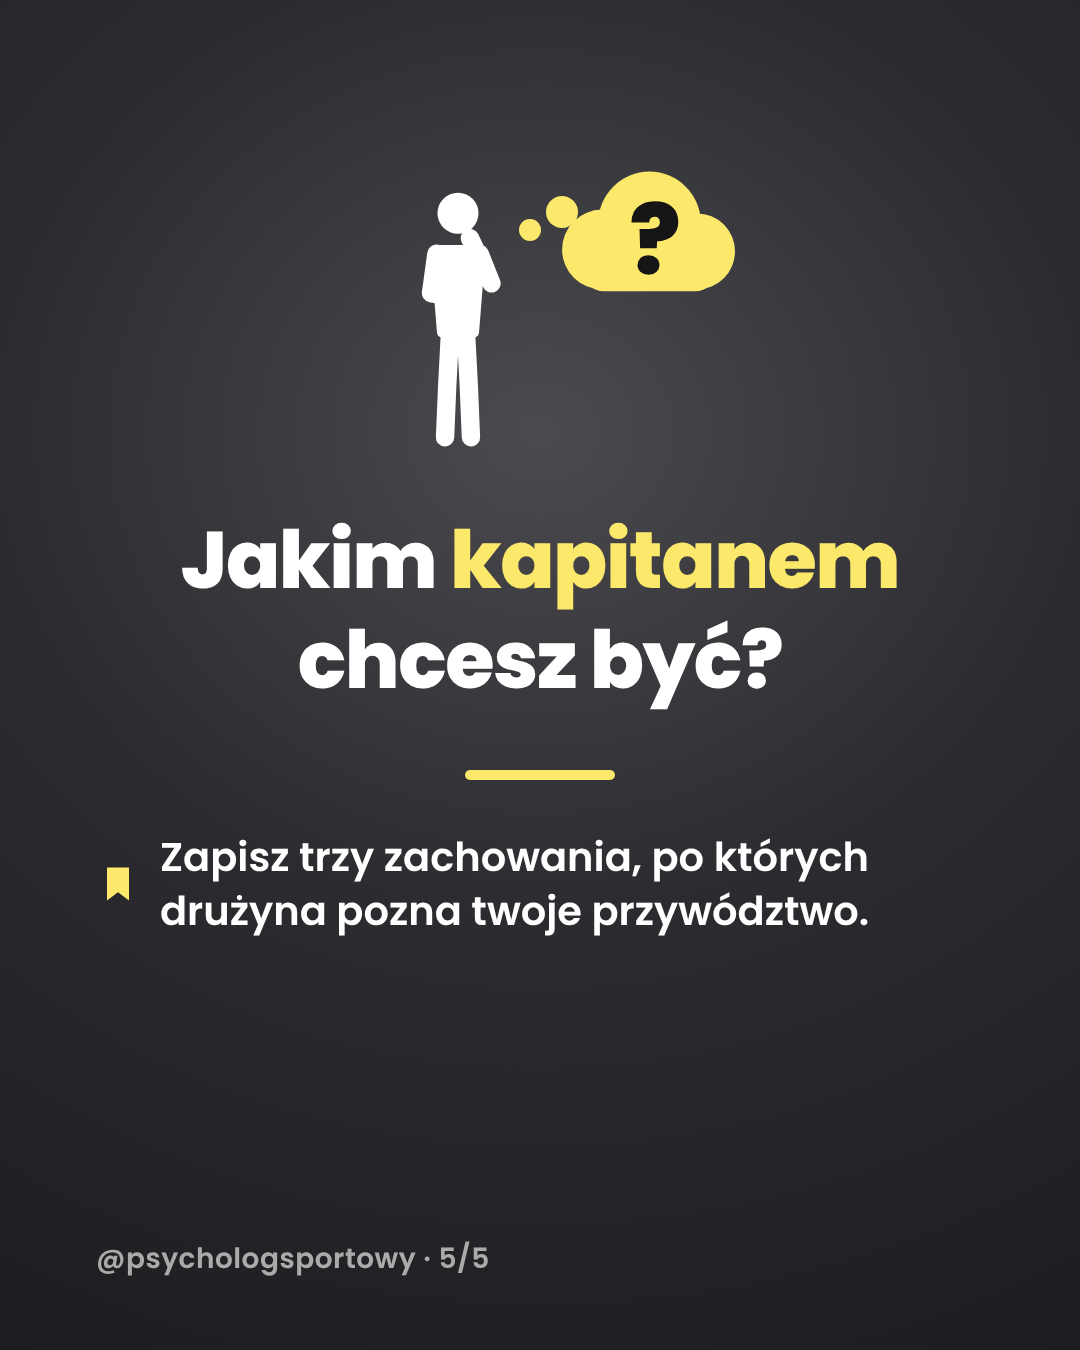 ?
Jakim kapitanem
chcesz być?
Zapisz trzy zachowania, po których
drużyna pozna twoje przywództwo.
@psychologsportowy · 5/5